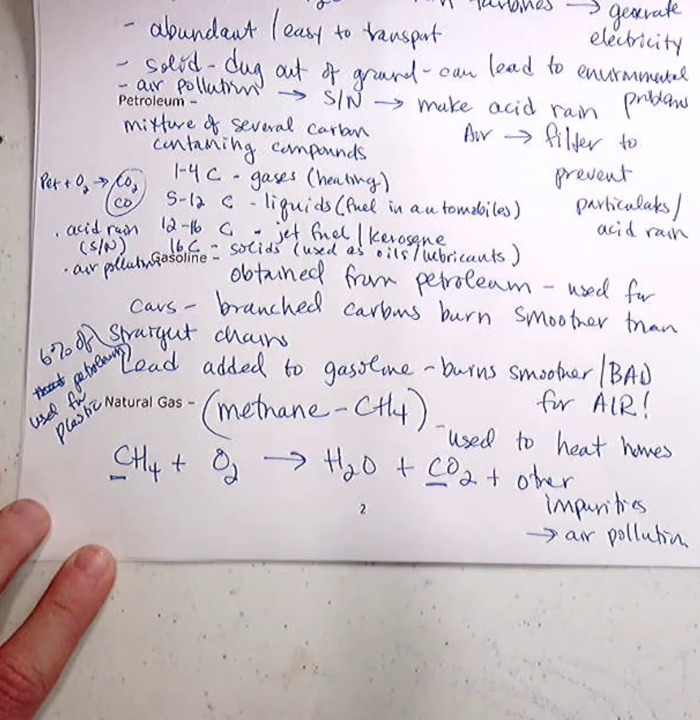 turbines → generate
electricity
- abundant / easy to transport
- solid - dug out of ground - can lead to environmental
problems
- air pollution → S/N → make acid rain
Petroleum -
mixture of several carbon
containing compounds
Air → filter to
prevent
particulates/
acid rain
Pet + O2 → CO2
CO
. acid rain
(S/N)
. air pollution
1-4 C - gases (heating)
5-12 C - liquids (fuel in automobiles)
12-16 C - jet fuel / kerosene
16 C - solids (used as oils / lubricants)
Gasoline -
obtained from petroleum - used for
cars - branched carbons burn smoother than
straight chains
6% of
petroleum
used for
plastic
Lead added to gasoline - burns smoother / BAD
for AIR!
Natural Gas - (methane - CH4)
- used to heat homes
CH4 + O2 → H2O + CO2 + other
impurities
→ air pollution
2